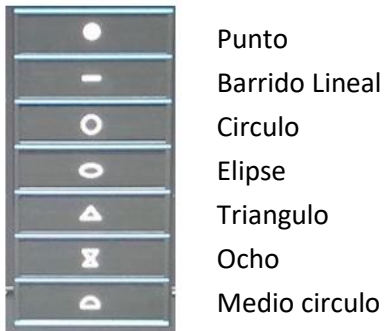 Punto
Barrido Lineal
Circulo
Elipse
Triangulo
Ocho
Medio circulo